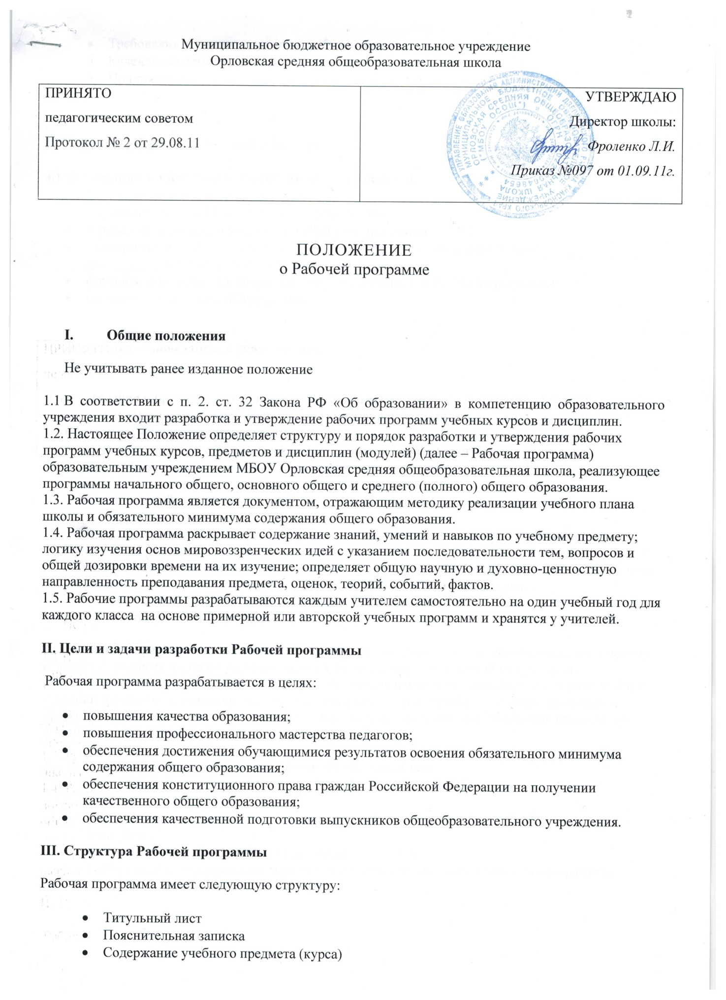 Муниципальное бюджетное образовательное учреждение
Орловская средняя общеобразовательная школа
ПРИНЯТО
педагогическим советом
Протокол № 2 от 29.08.11
УТВЕРЖДАЮ
Директор школы:
Фроленко Л.И.
Приказ №097 от 01.09.11г.
ПОЛОЖЕНИЕ
о Рабочей программе
I. Общие положения
Не учитывать ранее изданное положение
1.1 В соответствии с п. 2. ст. 32 Закона РФ «Об образовании» в компетенцию образовательного
учреждения входит разработка и утверждение рабочих программ учебных курсов и дисциплин.
1.2. Настоящее Положение определяет структуру и порядок разработки и утверждения рабочих
программ учебных курсов, предметов и дисциплин (модулей) (далее – Рабочая программа)
образовательным учреждением МБОУ Орловская средняя общеобразовательная школа, реализующее
программы начального общего, основного общего и среднего (полного) общего образования.
1.3. Рабочая программа является документом, отражающим методику реализации учебного плана
школы и обязательного минимума содержания общего образования.
1.4. Рабочая программа раскрывает содержание знаний, умений и навыков по учебному предмету;
логику изучения основ мировоззренческих идей с указанием последовательности тем, вопросов и
общей дозировки времени на их изучение; определяет общую научную и духовно-ценностную
направленность преподавания предмета, оценок, теорий, событий, фактов.
1.5. Рабочие программы разрабатываются каждым учителем самостоятельно на один учебный год для
каждого класса на основе примерной или авторской учебных программ и хранятся у учителей.
II. Цели и задачи разработки Рабочей программы
Рабочая программа разрабатывается в целях:
• повышения качества образования;
• повышения профессионального мастерства педагогов;
• обеспечения достижения обучающимися результатов освоения обязательного минимума
содержания общего образования;
• обеспечения конституционного права граждан Российской Федерации на получении
качественного общего образования;
• обеспечения качественной подготовки выпускников общеобразовательного учреждения.
III. Структура Рабочей программы
Рабочая программа имеет следующую структуру:
• Титульный лист
• Пояснительная записка
• Содержание учебного предмета (курса)